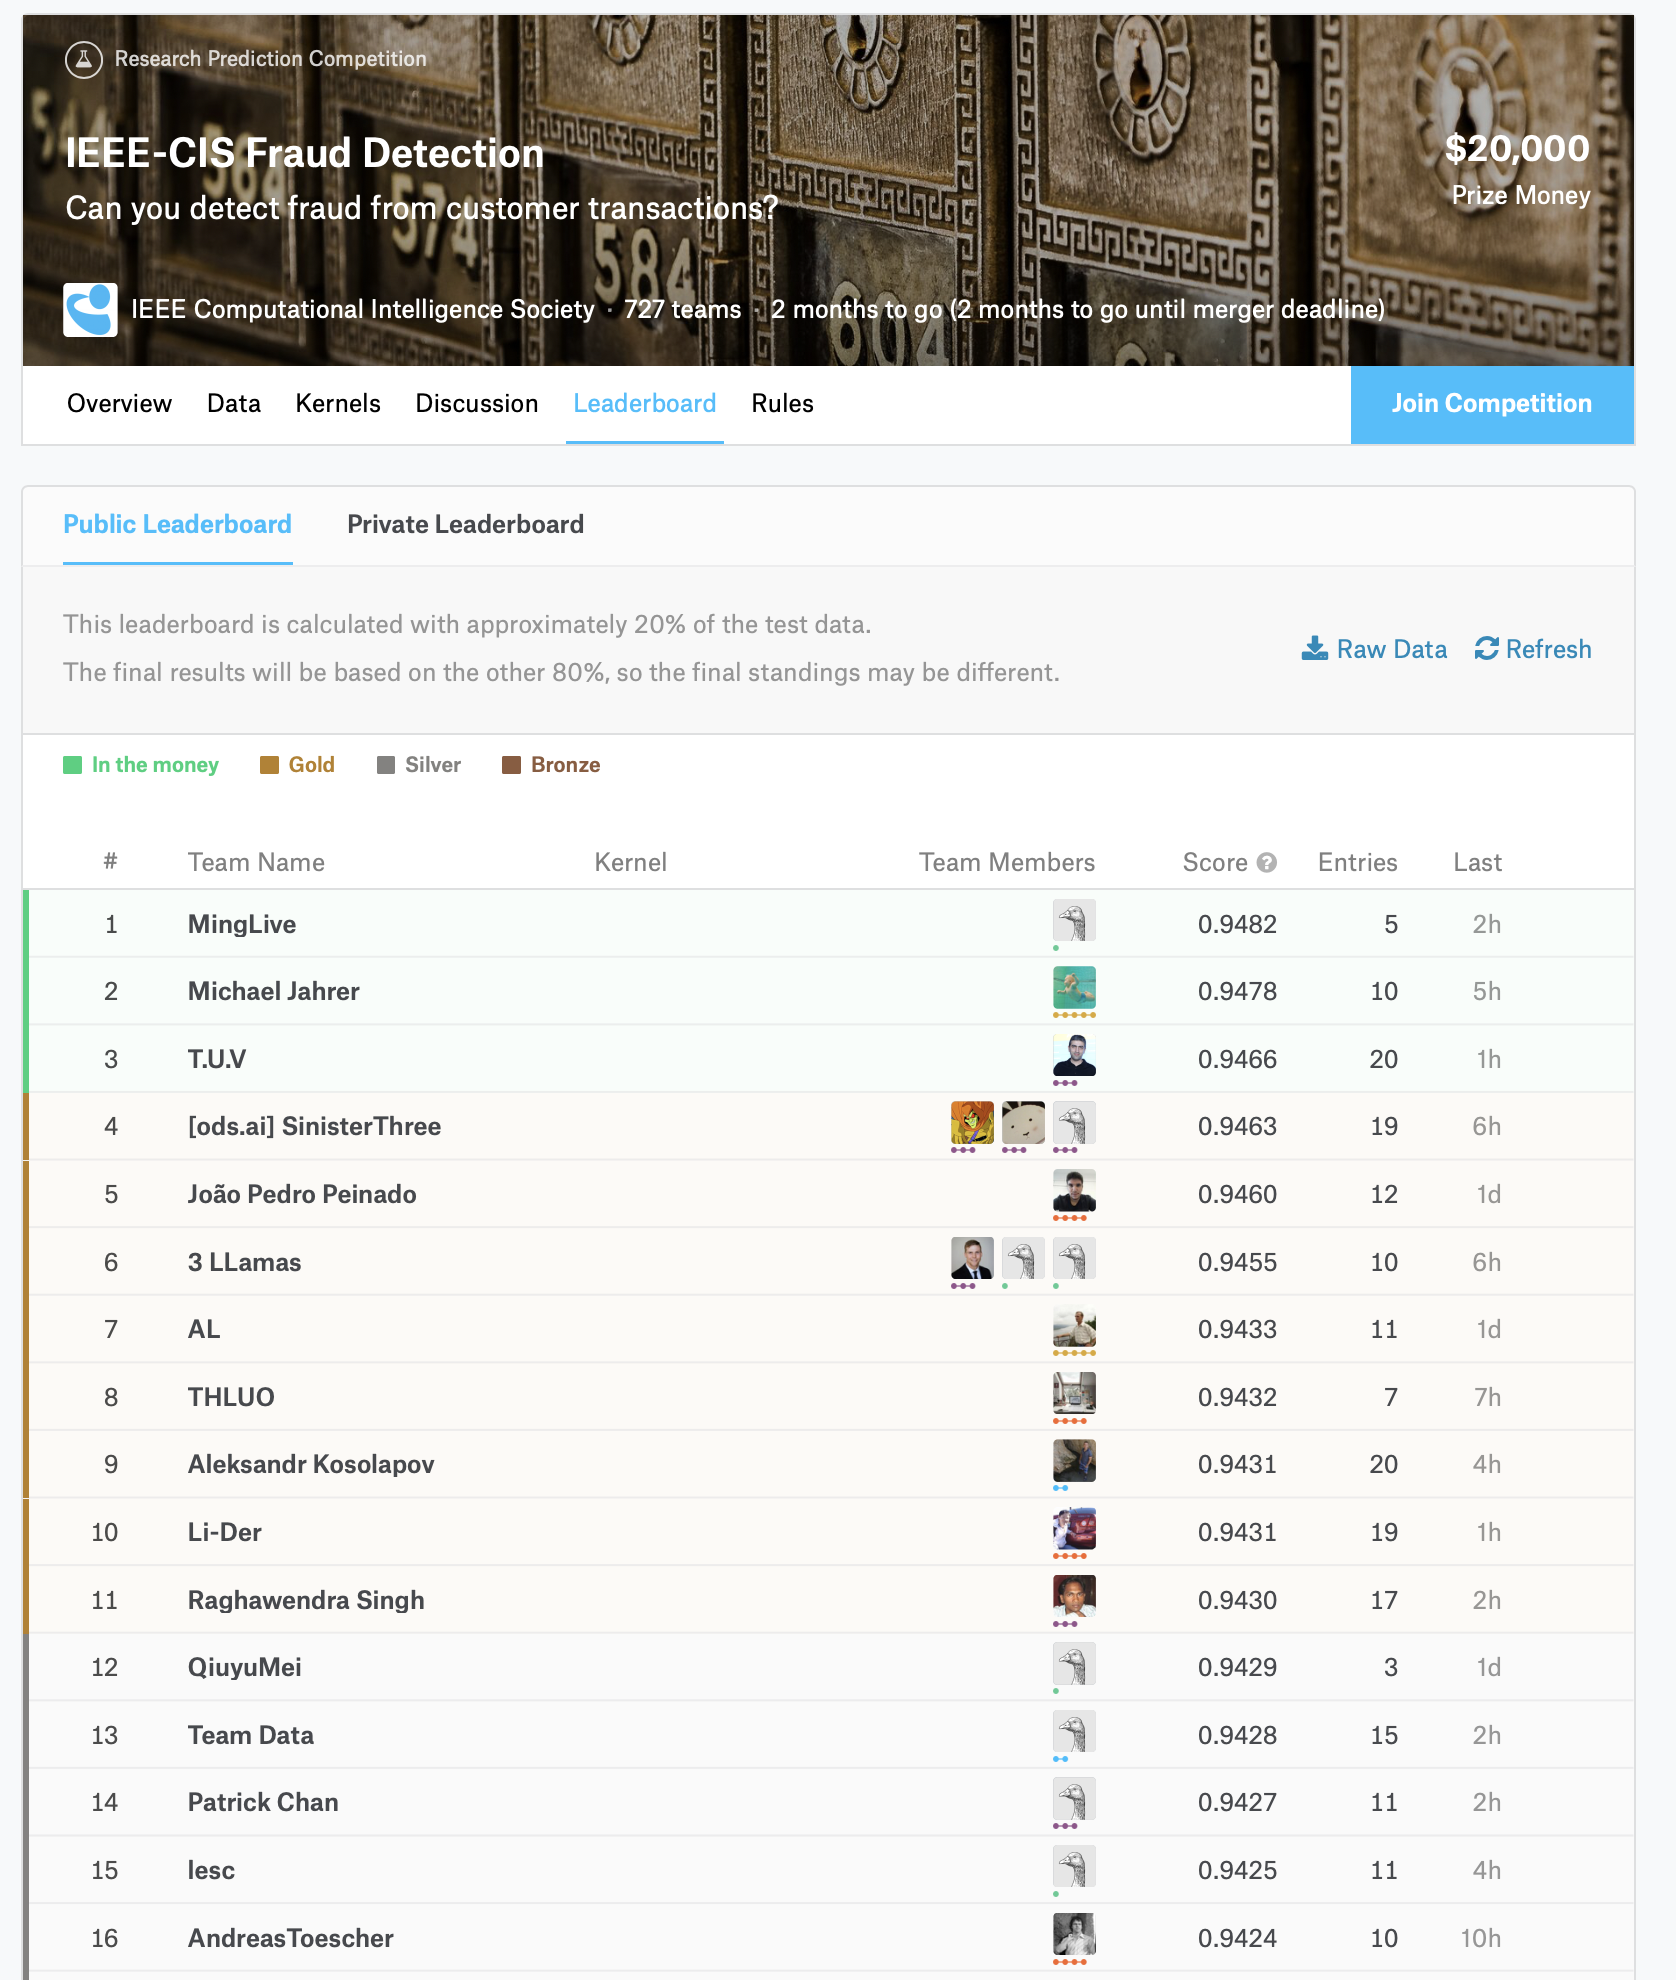 Research Prediction Competition
IEEE-CIS Fraud Detection
$20,000
Can you detect fraud from customer transactions?
Prize Money
574
584
604
IEEE Computational Intelligence Society · 727 teams · 2 months to go (2 months to go until merger deadline)
Overview Data Kernels Discussion Leaderboard Rules Join Competition
Public Leaderboard Private Leaderboard
This leaderboard is calculated with approximately 20% of the test data.
The final results will be based on the other 80%, so the final standings may be different.
Raw Data Refresh
In the money Gold Silver Bronze
# Team Name Kernel Team Members Score ? Entries Last
1 MingLive 0.9482 5 2h
2 Michael Jahrer 0.9478 10 5h
3 T.U.V 0.9466 20 1h
4 [ods.ai] SinisterThree 0.9463 19 6h
5 João Pedro Peinado 0.9460 12 1d
6 3 LLamas 0.9455 10 6h
7 AL 0.9433 11 1d
8 THLUO 0.9432 7 7h
9 Aleksandr Kosolapov 0.9431 20 4h
10 Li-Der 0.9431 19 1h
11 Raghawendra Singh 0.9430 17 2h
12 QiuyuMei 0.9429 3 1d
13 Team Data 0.9428 15 2h
14 Patrick Chan 0.9427 11 2h
15 lesc 0.9425 11 4h
16 AndreasToescher 0.9424 10 10h